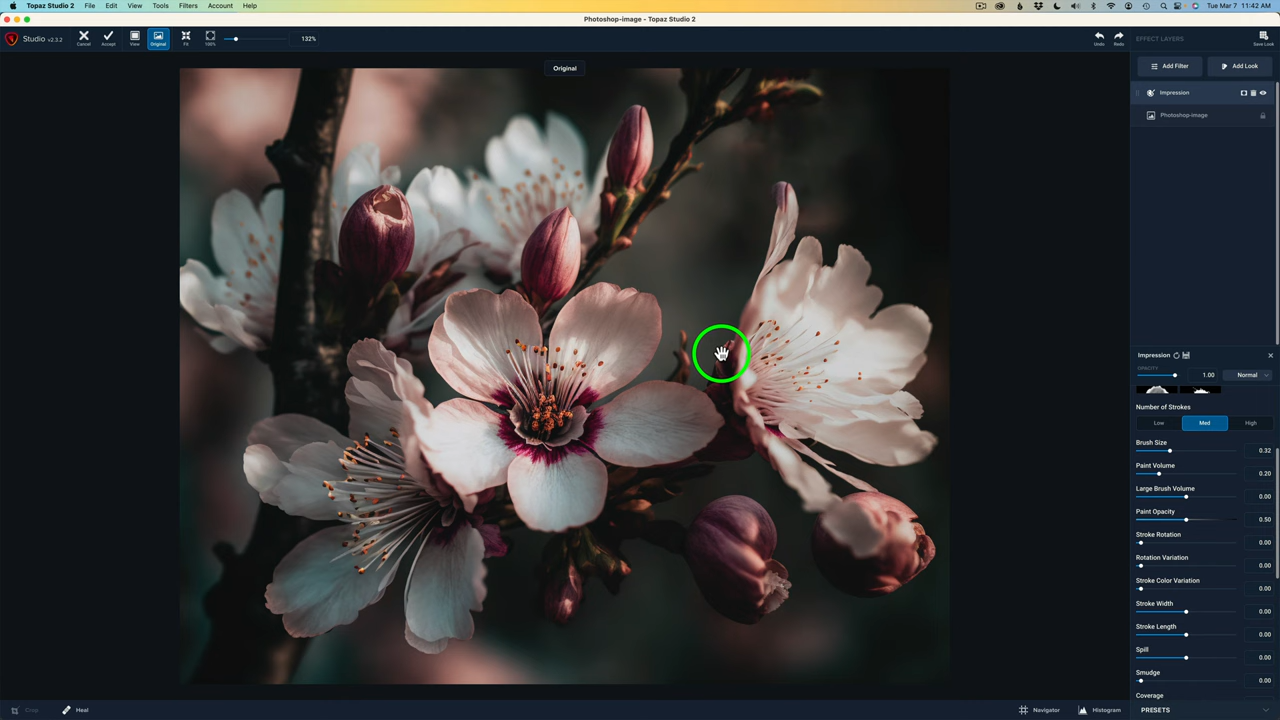 Topaz Studio 2 File Edit View Tools Filters Account Help Tue Mar 7 11:42 AM
Photoshop-image - Topaz Studio 2
Studio v2.3.2
Cancel Accept View Original Fit 100% 132% Undo Redo
EFFECT LAYERS Save Look
Original
Add Filter Add Look
Impression
Photoshop-image
Impression
OPACITY 1.00 Normal
Number of Strokes
Low Med High
Brush Size 0.32
Paint Volume 0.20
Large Brush Volume 0.00
Paint Opacity 0.50
Stroke Rotation 0.00
Rotation Variation 0.00
Stroke Color Variation 0.00
Stroke Width 0.00
Stroke Length 0.00
Spill 0.00
Smudge 0.00
Coverage
Crop Heal Navigator Histogram PRESETS